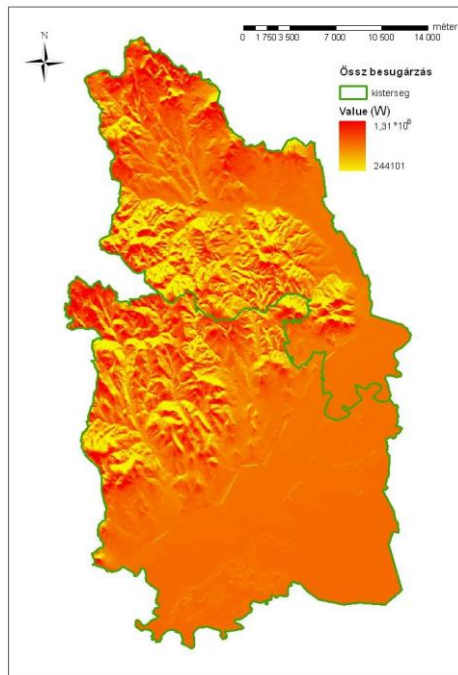 méter
0 1 750 3 500 7 000 10 500 14 000
N
Össz besugárzás
kisterseg
Value (W)
1,31 *10⁸
244101